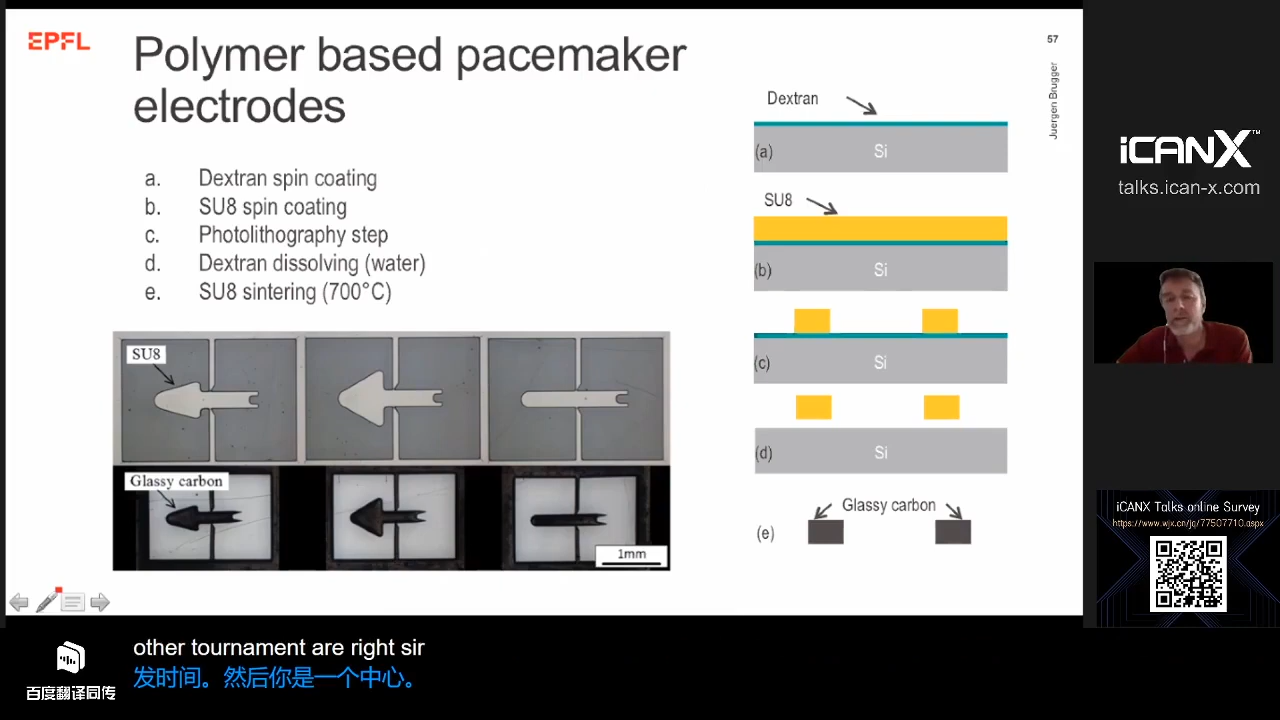 EPFL
Polymer based pacemaker
electrodes
57
Juergen Brugger
a. Dextran spin coating
b. SU8 spin coating
c. Photolithography step
d. Dextran dissolving (water)
e. SU8 sintering (700°C)
SU8
Glassy carbon
1mm
Dextran
(a)
Si
SU8
(b)
Si
(c)
Si
(d)
Si
Glassy carbon
(e)
iCANX™
talks.ican-x.com
iCANX Talks online Survey
https://www.wjx.cn/jq/77507710.aspx
百度翻译同传
other tournament are right sir
发时间。然后你是一个中心。